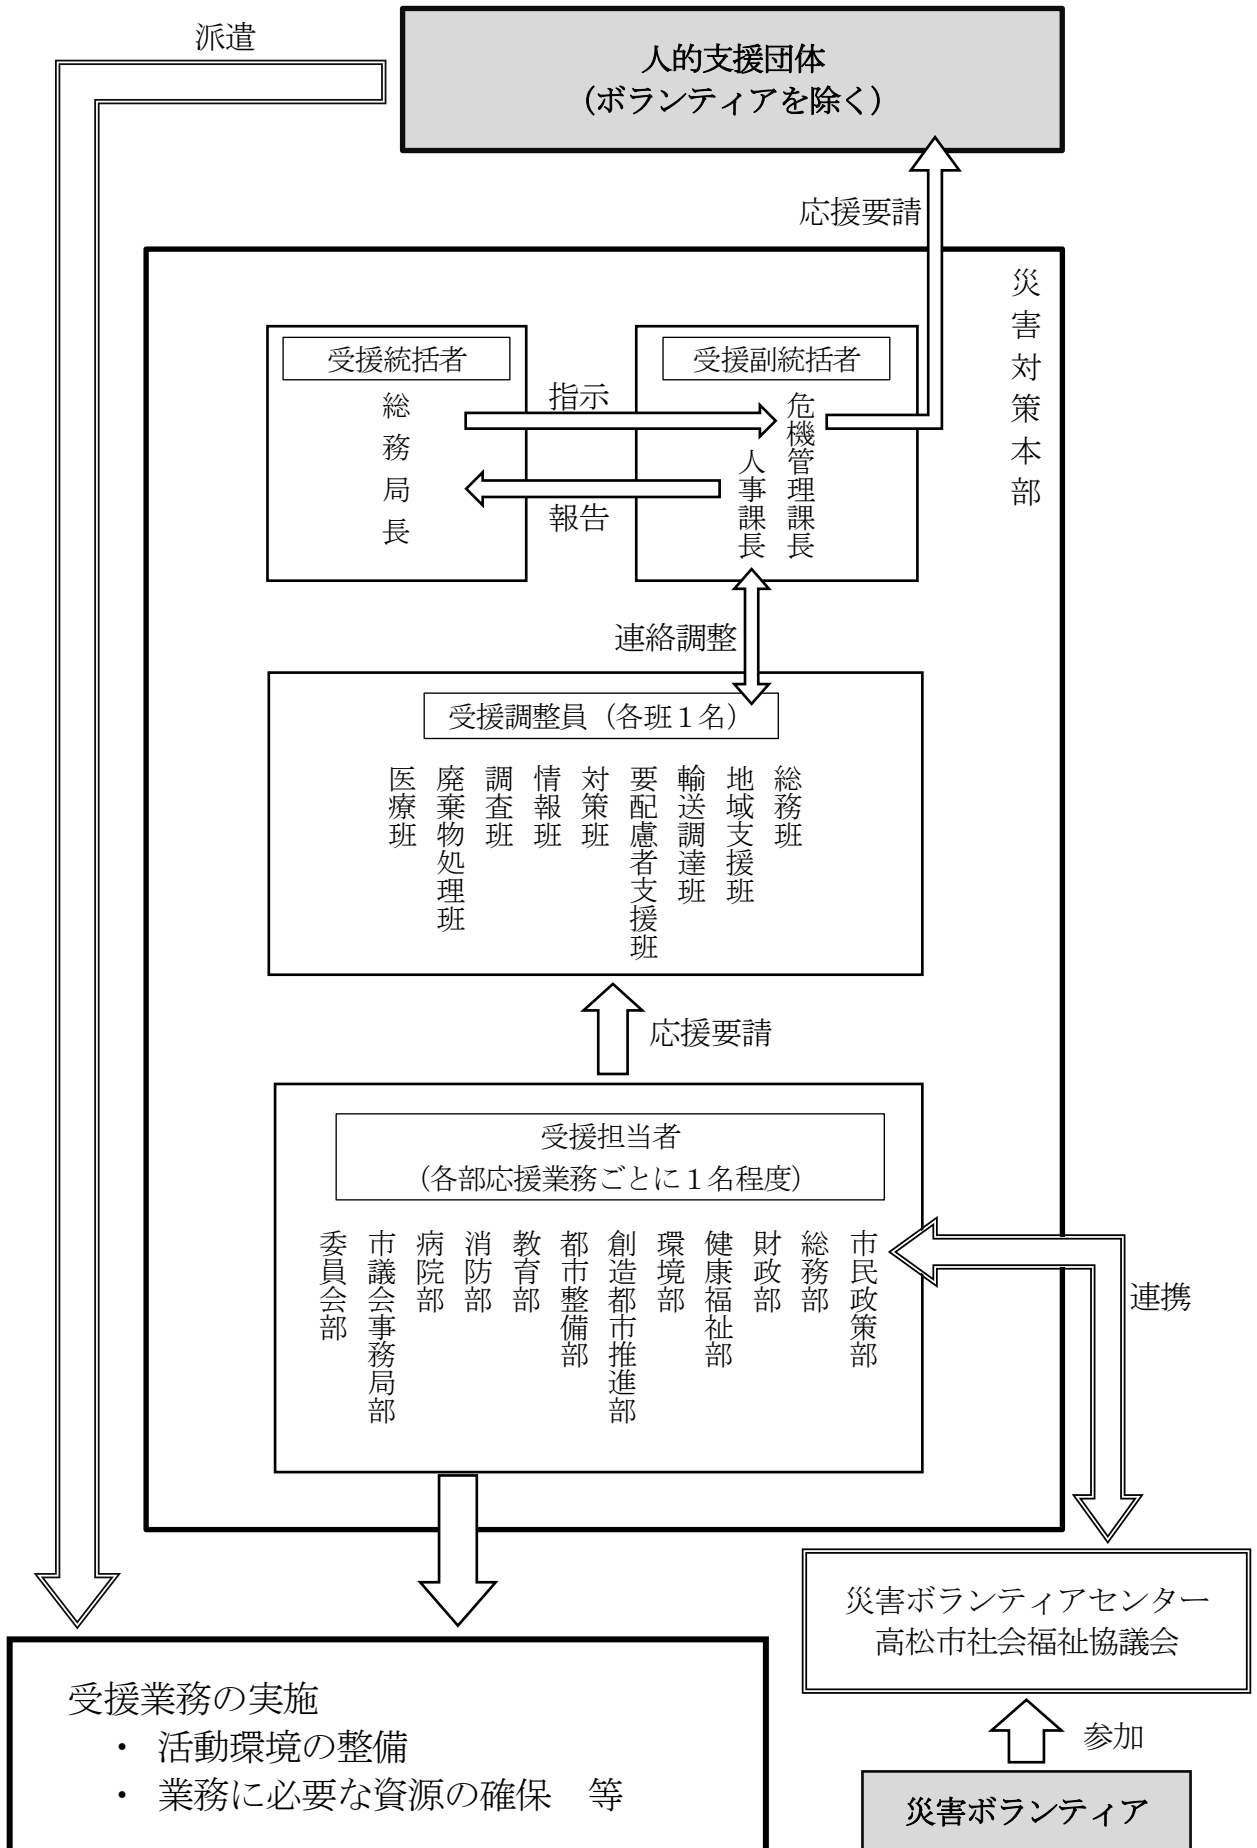 派遣
人的支援団体
（ボランティアを除く）
応援要請
災害対策本部
受援統括者
総務局長
指示
報告
受援副統括者
危機管理課長
人事課長
連絡調整
受援調整員（各班１名）
総務班
地域支援班
輸送調達班
要配慮者支援班
対策班
情報班
調査班
廃棄物処理班
医療班
応援要請
受援担当者
（各部応援業務ごとに１名程度）
市民政策部
総務部
財政部
健康福祉部
環境部
創造都市推進部
都市整備部
教育部
消防部
病院部
市議会事務局部
委員会部
連携
災害ボランティアセンター
高松市社会福祉協議会
参加
災害ボランティア
受援業務の実施
・ 活動環境の整備
・ 業務に必要な資源の確保　等